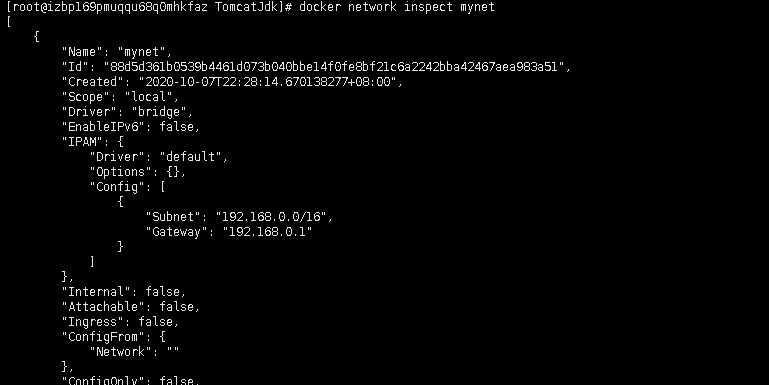 [root@izbp169pmuqqu68q0mhkfaz TomcatJdk]# docker network inspect mynet
[
    {
        "Name": "mynet",
        "Id": "88d5d361b0539b4461d073b040bbe14f0fe8bf21c6a2242bba42467aea983a51",
        "Created": "2020-10-07T22:28:14.670138277+08:00",
        "Scope": "local",
        "Driver": "bridge",
        "EnableIPv6": false,
        "IPAM": {
            "Driver": "default",
            "Options": {},
            "Config": [
                {
                    "Subnet": "192.168.0.0/16",
                    "Gateway": "192.168.0.1"
                }
            ]
        },
        "Internal": false,
        "Attachable": false,
        "Ingress": false,
        "ConfigFrom": {
            "Network": ""
        },
        "ConfigOnly": false,